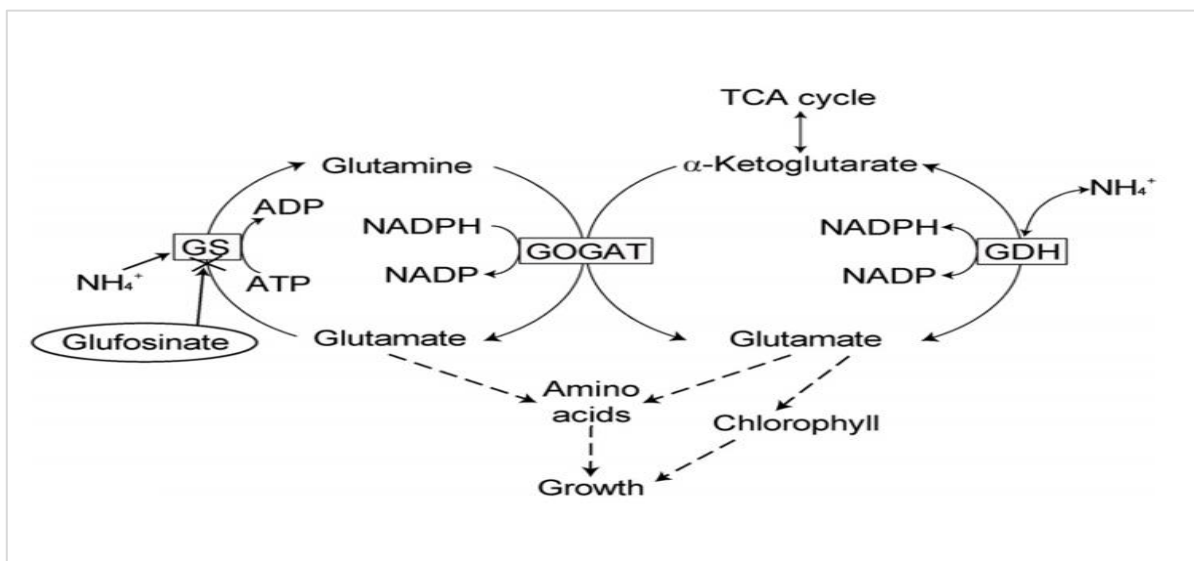 TCA cycle
Glutamine
α-Ketoglutarate
NH₄⁺
ADP
NADPH
NADPH
GS
GOGAT
GDH
NH₄⁺
ATP
NADP
NADP
Glufosinate
Glutamate
Glutamate
Amino
acids
Chlorophyll
Growth